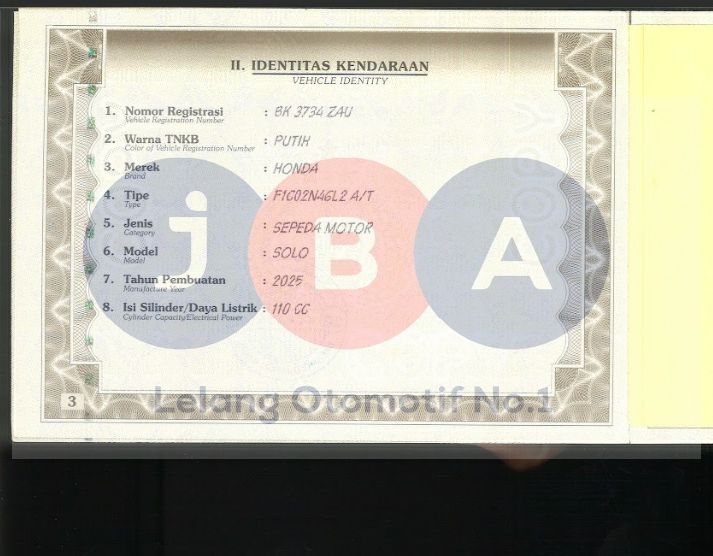 II. IDENTITAS KENDARAAN
VEHICLE IDENTITY
1. Nomor Registrasi : BK 3734 ZAU
Vehicle Registration Number
2. Warna TNKB : PUTIH
Color of Vehicle Registration Number
3. Merek : HONDA
Brand
4. Tipe : F1C02N46L2 A/T
Type
5. Jenis : SEPEDA MOTOR
Category
6. Model : SOLO
Model
7. Tahun Pembuatan : 2025
Manufacture Year
8. Isi Silinder/Daya Listrik : 110 CC
Cylinder Capacity/Electrical Power
jBA
3
Lelang Otomotif No.1
COPY